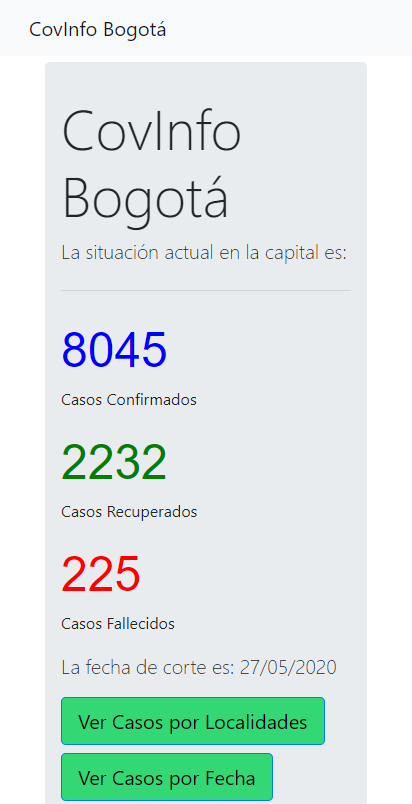 CovInfo Bogotá
CovInfo
Bogotá
La situación actual en la capital es:
8045
Casos Confirmados
2232
Casos Recuperados
225
Casos Fallecidos
La fecha de corte es: 27/05/2020
Ver Casos por Localidades
Ver Casos por Fecha